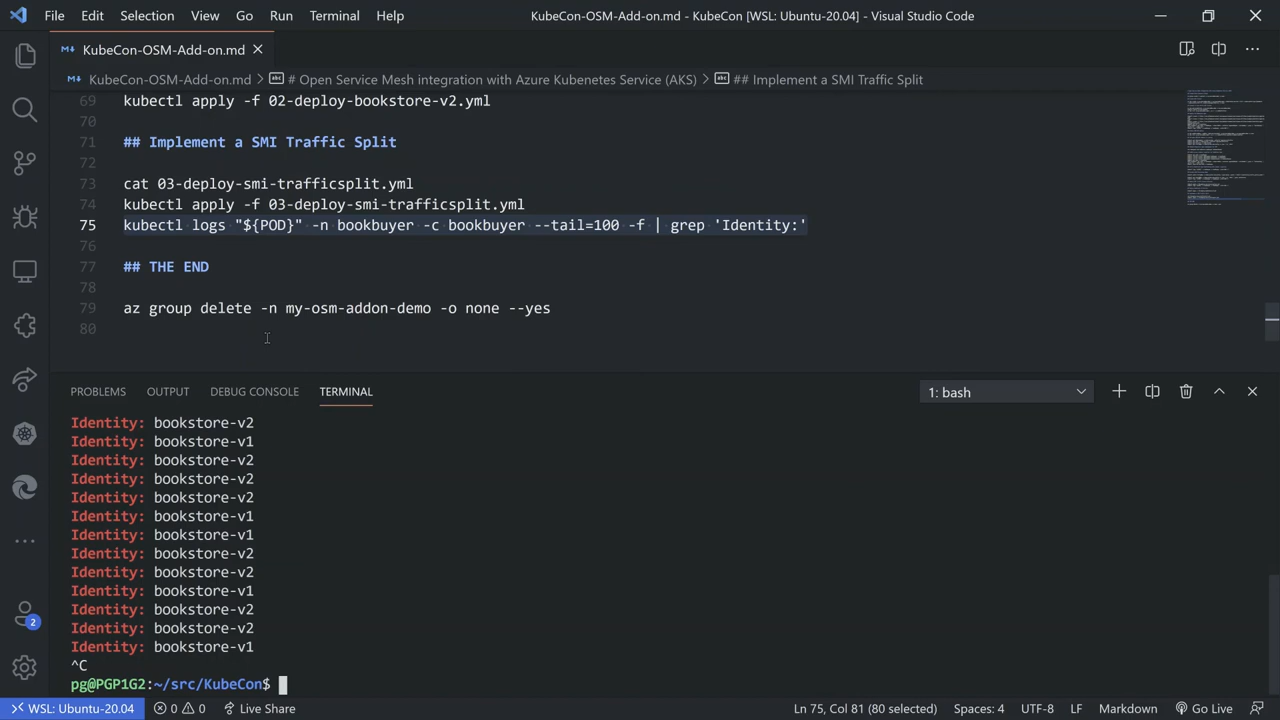 File Edit Selection View Go Run Terminal Help KubeCon-OSM-Add-on.md - KubeCon [WSL: Ubuntu-20.04] - Visual Studio Code
KubeCon-OSM-Add-on.md
KubeCon-OSM-Add-on.md > # Open Service Mesh integration with Azure Kubenetes Service (AKS) > ## Implement a SMI Traffic Split
69 kubectl apply -f 02-deploy-bookstore-v2.yml
70
71 ## Implement a SMI Traffic Split
72
73 cat 03-deploy-smi-trafficsplit.yml
74 kubectl apply -f 03-deploy-smi-trafficsplit.yml
75 kubectl logs "${POD}" -n bookbuyer -c bookbuyer --tail=100 -f | grep 'Identity:'
76
77 ## THE END
78
79 az group delete -n my-osm-addon-demo -o none --yes
80
PROBLEMS OUTPUT DEBUG CONSOLE TERMINAL 1: bash
Identity: bookstore-v2
Identity: bookstore-v1
Identity: bookstore-v2
Identity: bookstore-v2
Identity: bookstore-v2
Identity: bookstore-v1
Identity: bookstore-v1
Identity: bookstore-v2
Identity: bookstore-v2
Identity: bookstore-v1
Identity: bookstore-v2
Identity: bookstore-v2
Identity: bookstore-v1
^C
pg@PGP1G2:~/src/KubeCon$
2
WSL: Ubuntu-20.04 0 0 Live Share Ln 75, Col 81 (80 selected) Spaces: 4 UTF-8 LF Markdown Go Live